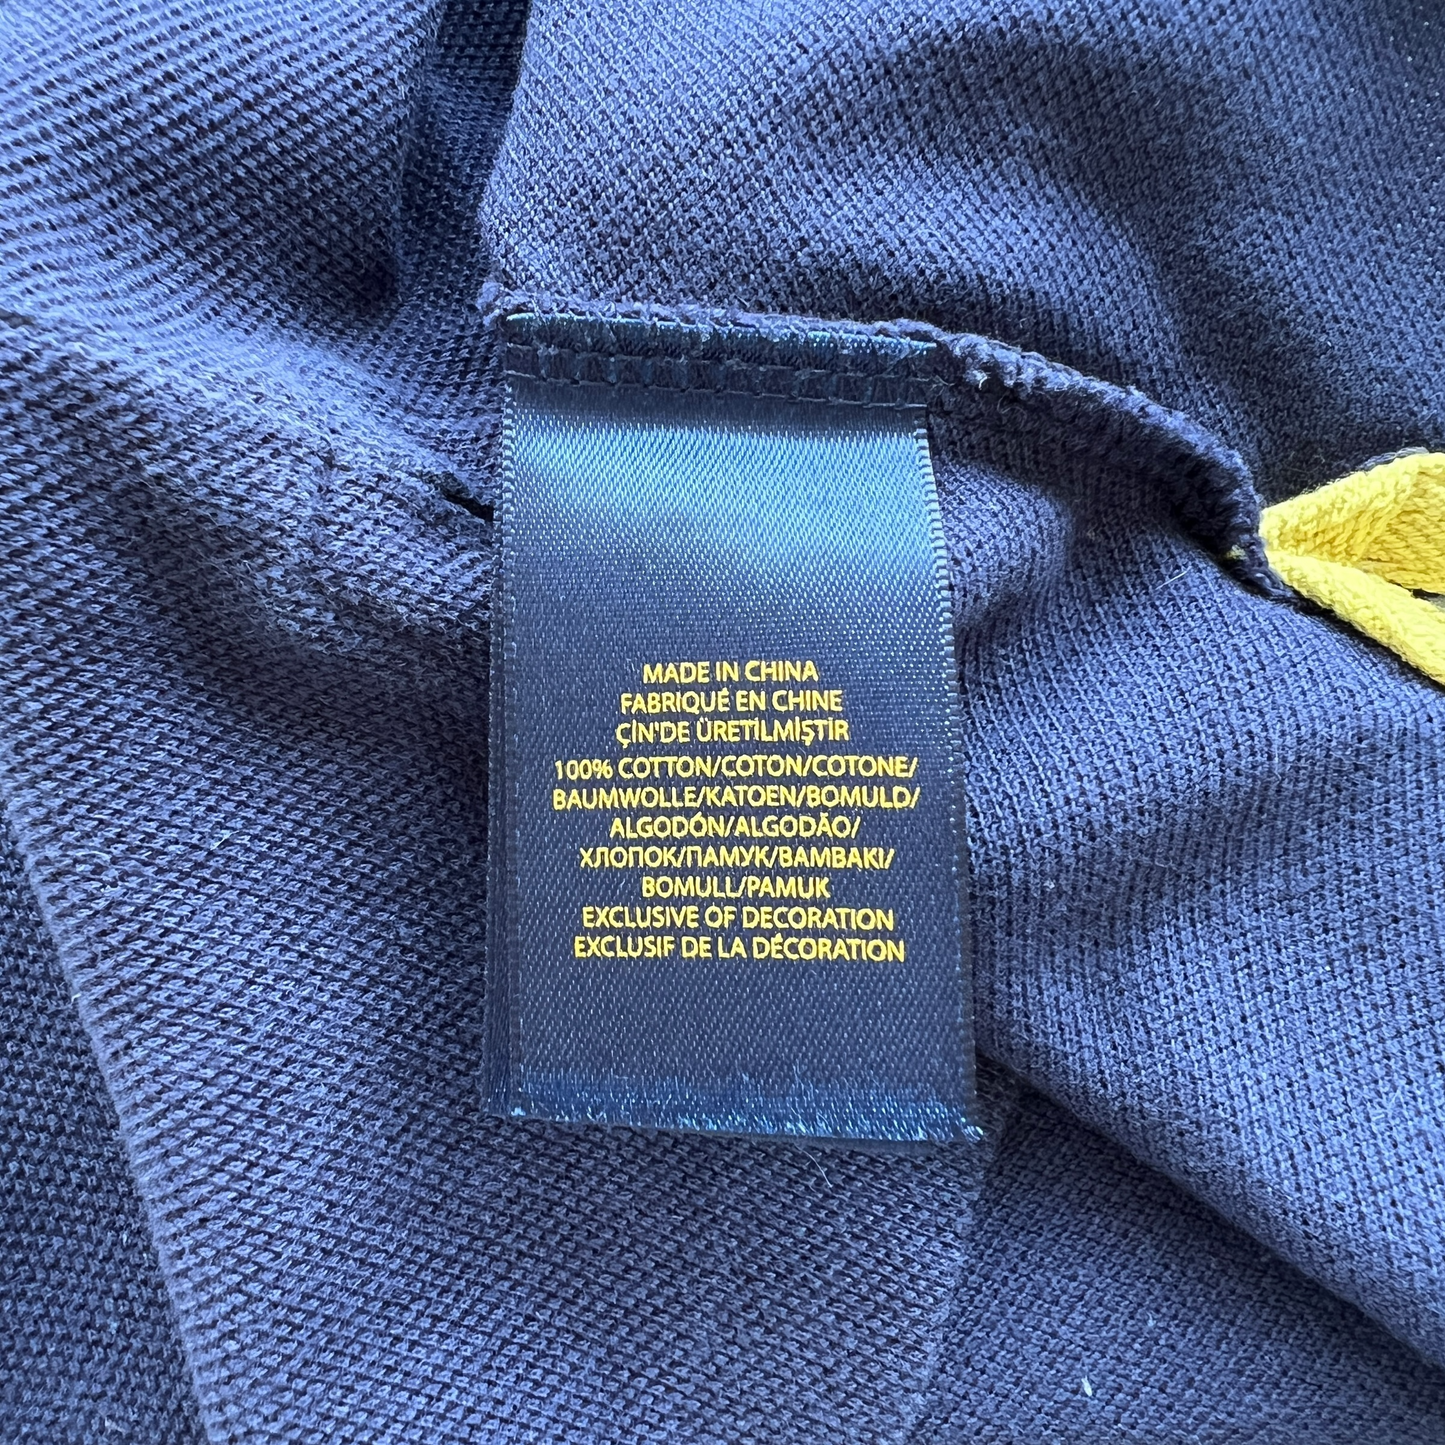 MADE IN CHINA
FABRIQUÉ EN CHINE
ÇİN'DE ÜRETİLMİŞTİR
100% COTTON/COTON/COTONE/
BAUMWOLLE/KATOEN/BOMULD/
ALGODÓN/ALGODÃO/
ХЛОПОК/ПАМУК/BAMBAKI/
BOMULL/PAMUK
EXCLUSIVE OF DECORATION
EXCLUSIF DE LA DÉCORATION